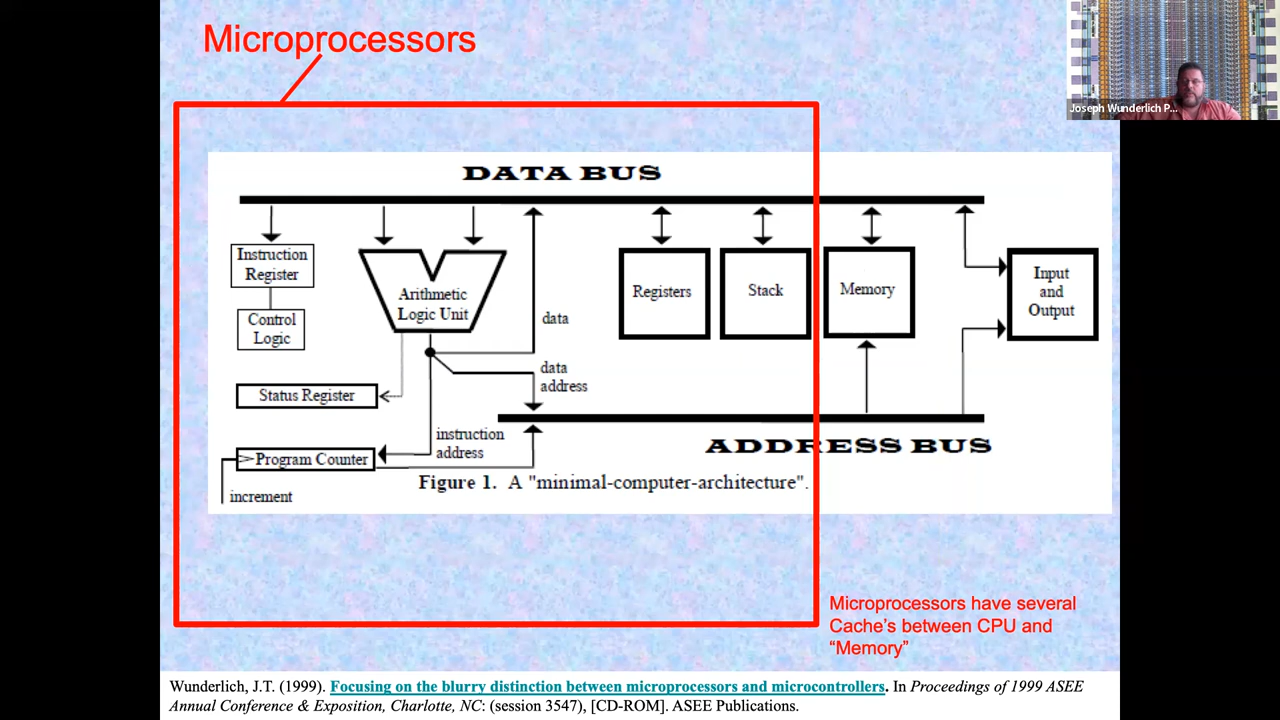 Microprocessors
Joseph Wunderlich P...
DATA BUS
Instruction
Register
Control
Logic
Arithmetic
Logic Unit
data
data
address
Registers
Stack
Memory
Input
and
Output
Status Register
instruction
address
Program Counter
increment
ADDRESS BUS
Figure 1. A "minimal-computer-architecture".
Microprocessors have several
Cache's between CPU and
“Memory”
Wunderlich, J.T. (1999). Focusing on the blurry distinction between microprocessors and microcontrollers. In Proceedings of 1999 ASEE
Annual Conference & Exposition, Charlotte, NC: (session 3547), [CD-ROM]. ASEE Publications.